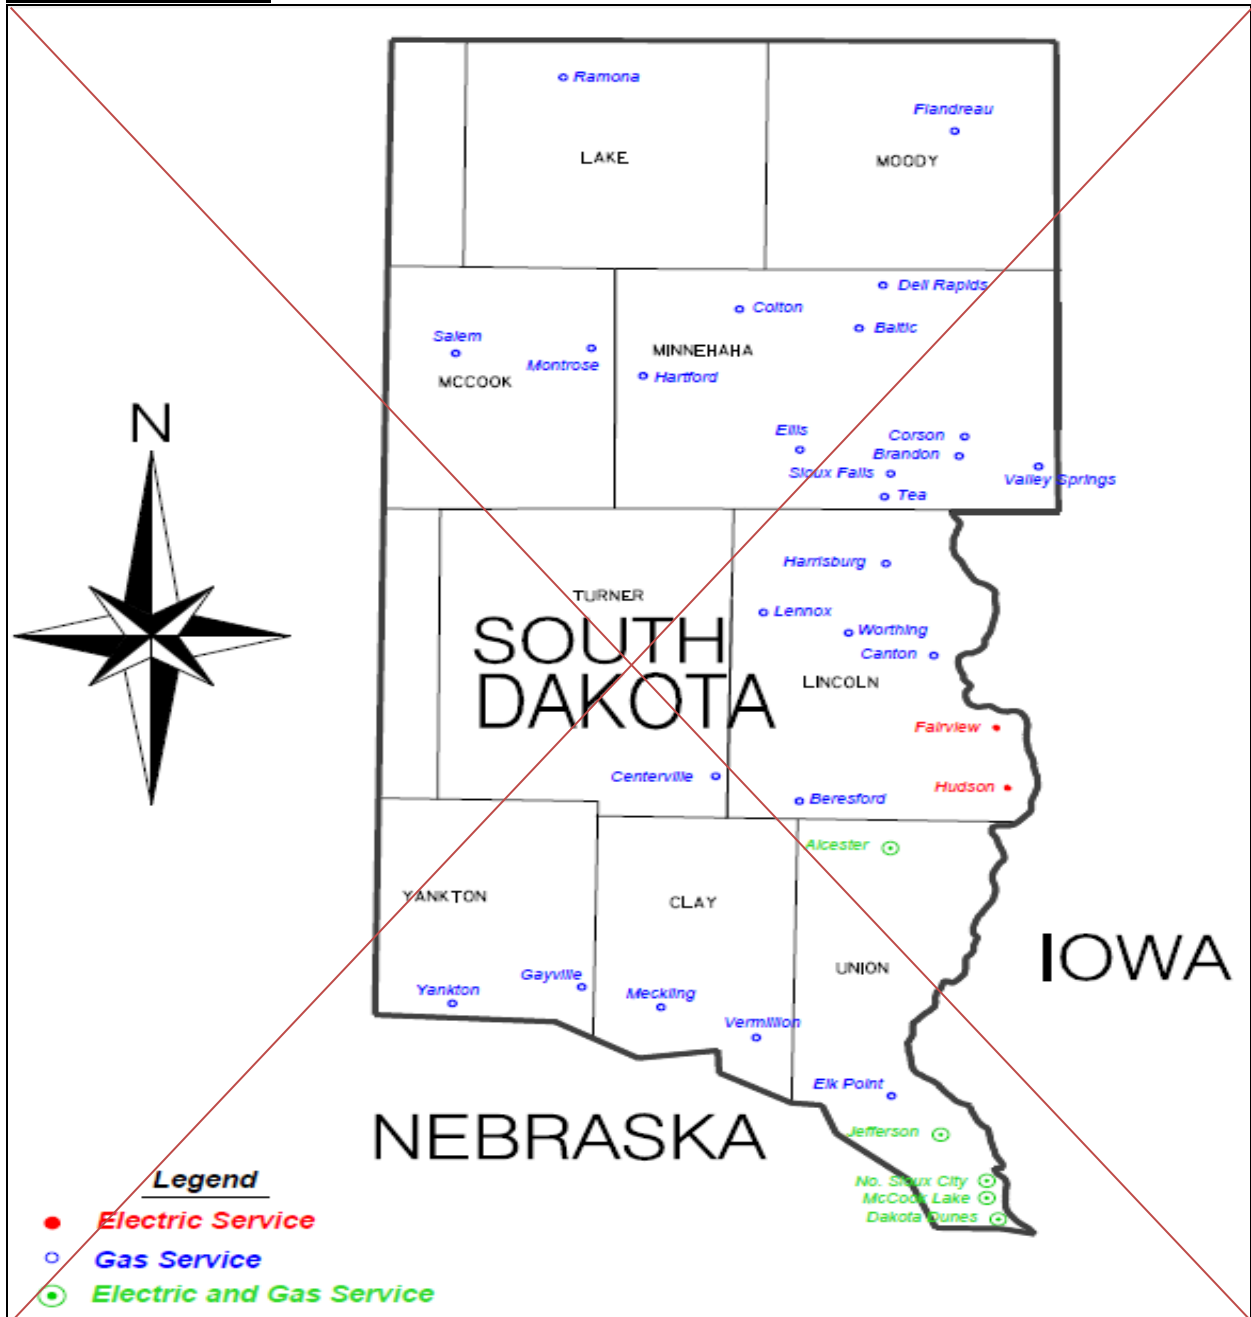 Ramona
Flandreau
LAKE
MOODY
Dell Rapids
Colton
Baltic
Salem
MINNEHAHA
Montrose
MCCOOK
Hartford
N
Ellis
Corson
Brandon
Sioux Falls
Valley Springs
Tea
Harrisburg
TURNER
Lennox
SOUTH
DAKOTA
Worthing
Canton
LINCOLN
Fairview
Centerville
Hudson
Beresford
Alcester
YANKTON
CLAY
IOWA
UNION
Gayville
Yankton
Meckling
Vermillion
Elk Point
NEBRASKA
Jefferson
Legend
No. Sioux City
McCook Lake
Dakota Dunes
Electric Service
Gas Service
Electric and Gas Service